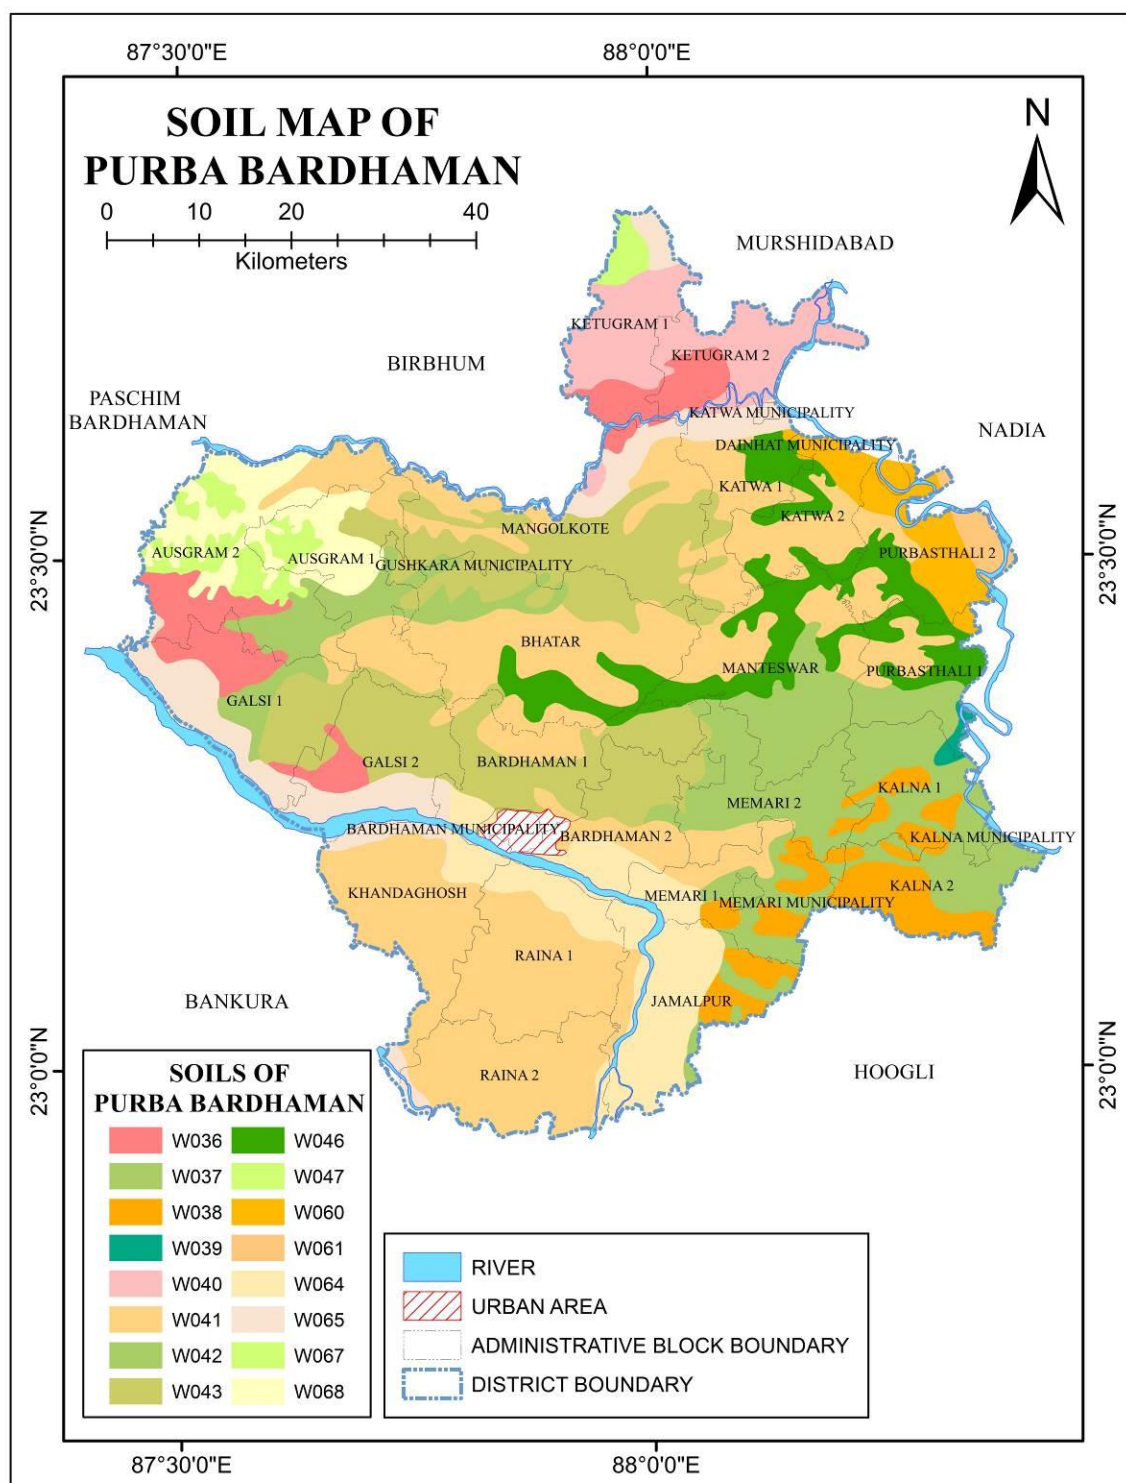 87°30'0"E
88°0'0"E
SOIL MAP OF
PURBA BARDHAMAN
N
0 10 20 40
Kilometers
MURSHIDABAD
BIRBHUM
PASCHIM
BARDHAMAN
NADIA
KETUGRAM 1
KETUGRAM 2
KATWA MUNICIPALITY
DAINHAT MUNICIPALITY
KATWA 1
KATWA 2
MANGOLKOTE
AUSGRAM 2
AUSGRAM 1
GUSHKARA MUNICIPALITY
PURBASTHALI 2
23°30'0"N
23°30'0"N
BHATAR
MANTESWAR
PURBASTHALI 1
GALSI 1
GALSI 2
BARDHAMAN 1
KALNA 1
MEMARI 2
BARDHAMAN MUNICIPALITY
BARDHAMAN 2
KALNA MUNICIPALITY
KHANDAGHOSH
MEMARI 1
MEMARI MUNICIPALITY
KALNA 2
RAINA 1
BANKURA
JAMALPUR
RAINA 2
HOOGLI
23°0'0"N
23°0'0"N
SOILS OF
PURBA BARDHAMAN
W036 W046
W037 W047
W038 W060
W039 W061
W040 W064
W041 W065
W042 W067
W043 W068
RIVER
URBAN AREA
ADMINISTRATIVE BLOCK BOUNDARY
DISTRICT BOUNDARY
87°30'0"E
88°0'0"E